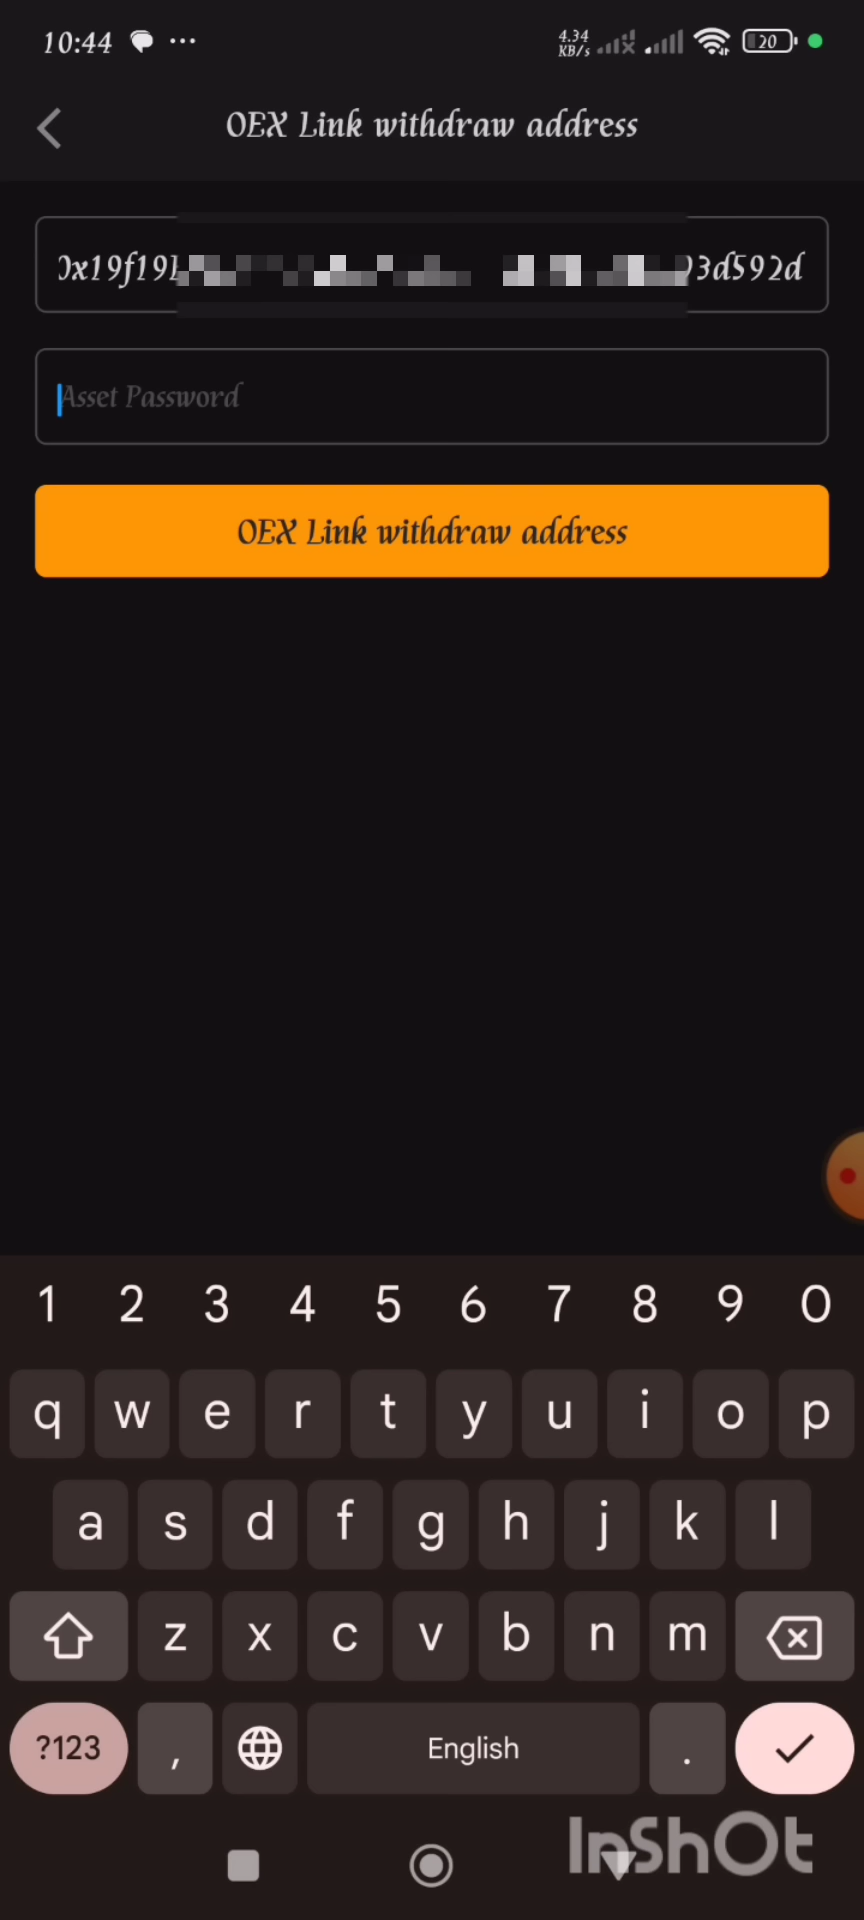 10:44 ... 4.34 KB/s 20
OEX Link withdraw address
0x19f19 93d592d
Asset Password
OEX Link withdraw address
1 2 3 4 5 6 7 8 9 0
q w e r t y u i o p
a s d f g h j k l
z x c v b n m
?123 , English .
InShOt